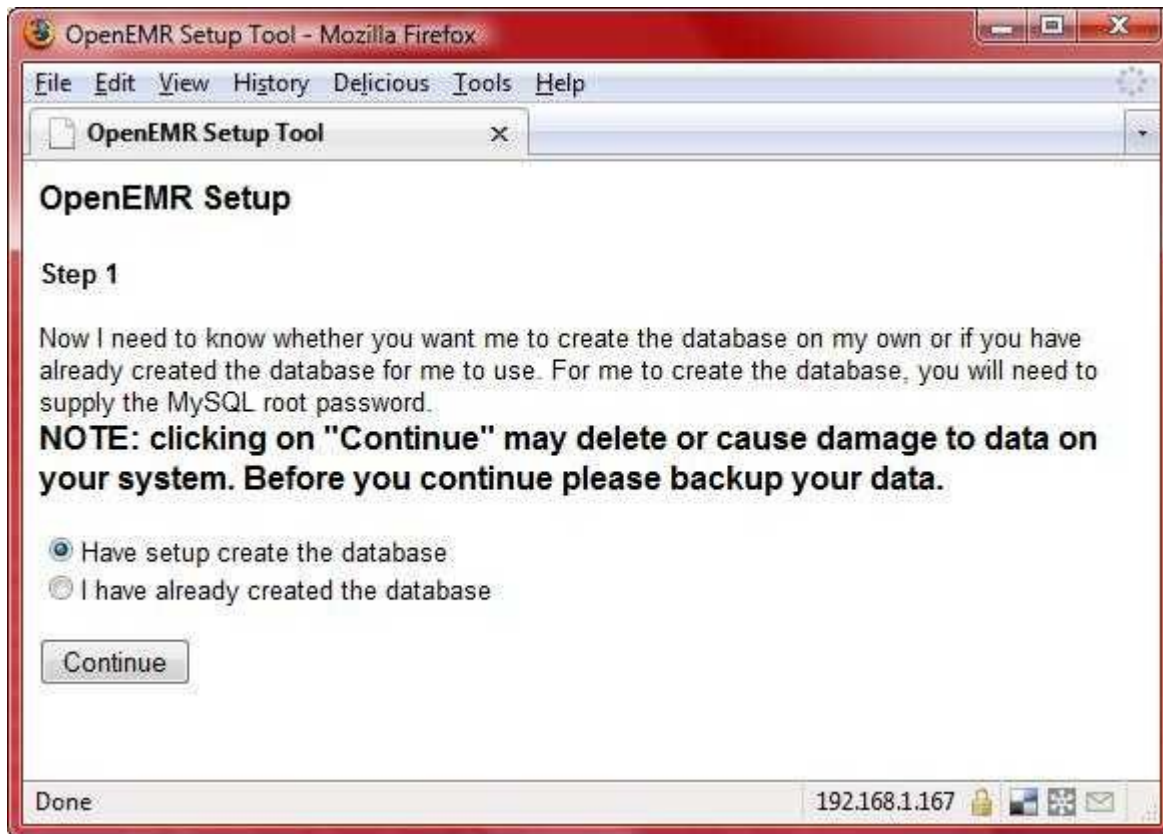 OpenEMR Setup Tool - Mozilla Firefox
File Edit View History Delicious Tools Help
OpenEMR Setup Tool
OpenEMR Setup
Step 1
Now I need to know whether you want me to create the database on my own or if you have
already created the database for me to use. For me to create the database, you will need to
supply the MySQL root password.
NOTE: clicking on "Continue" may delete or cause damage to data on
your system. Before you continue please backup your data.
Have setup create the database
I have already created the database
Continue
Done 192.168.1.167